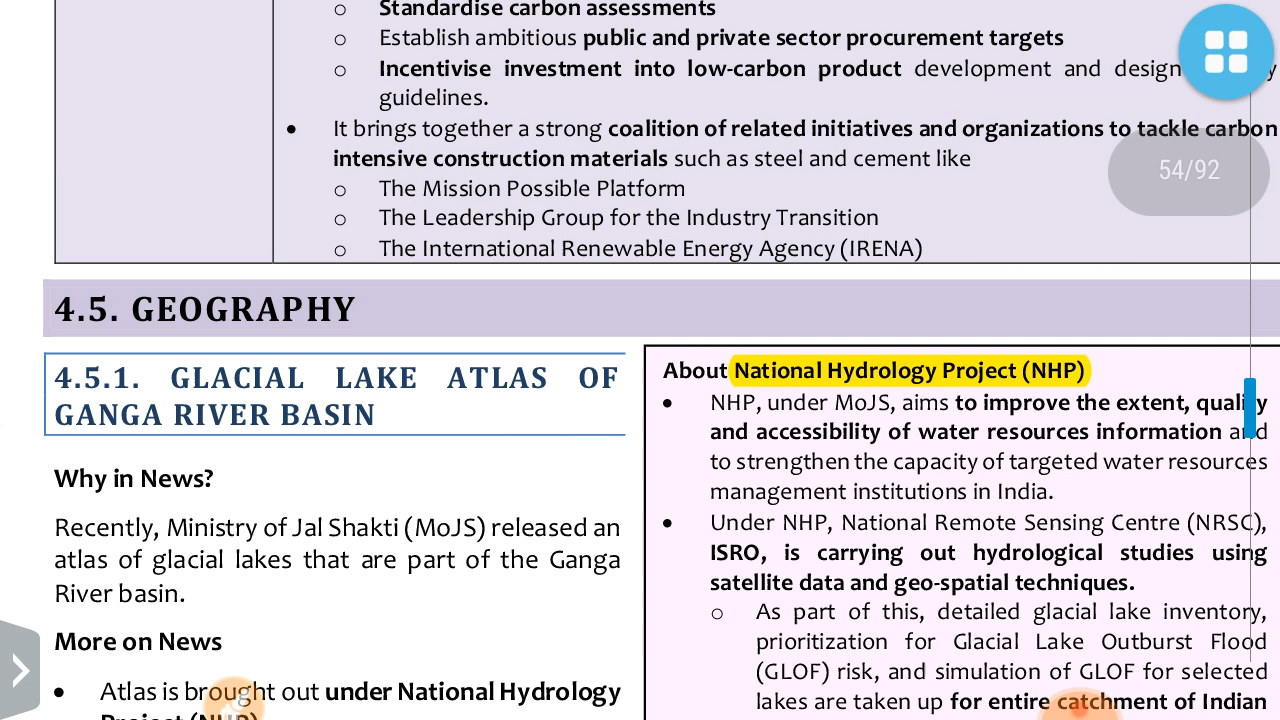 Standardise carbon assessments
o Establish ambitious public and private sector procurement targets
o Incentivise investment into low-carbon product development and design
guidelines.
• It brings together a strong coalition of related initiatives and organizations to tackle carbon
intensive construction materials such as steel and cement like
o The Mission Possible Platform
o The Leadership Group for the Industry Transition
o The International Renewable Energy Agency (IRENA)
54/92
4.5. GEOGRAPHY
4.5.1. GLACIAL LAKE ATLAS OF
GANGA RIVER BASIN
Why in News?
Recently, Ministry of Jal Shakti (MoJS) released an
atlas of glacial lakes that are part of the Ganga
River basin.
More on News
• Atlas is brought out under National Hydrology
Project (NHP)
About National Hydrology Project (NHP)
• NHP, under MoJS, aims to improve the extent, quality
and accessibility of water resources information and
to strengthen the capacity of targeted water resources
management institutions in India.
• Under NHP, National Remote Sensing Centre (NRSC),
ISRO, is carrying out hydrological studies using
satellite data and geo-spatial techniques.
o As part of this, detailed glacial lake inventory,
prioritization for Glacial Lake Outburst Flood
(GLOF) risk, and simulation of GLOF for selected
lakes are taken up for entire catchment of Indian